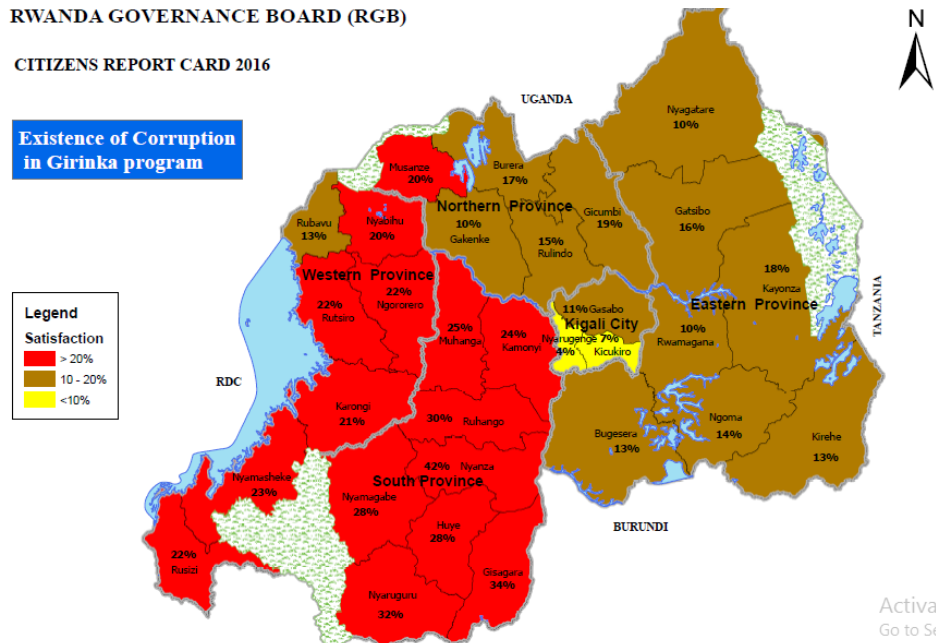 RWANDA GOVERNANCE BOARD (RGB)
N
CITIZENS REPORT CARD 2016
UGANDA
Existence of Corruption
in Girinka program
Nyagatare
10%
Musanze
20%
Burera
17%
Northern Province
Rubavu
13%
Nyabihu
20%
10%
Gakenke
15%
Rulindo
Gicumbi
19%
Gatsibo
16%
Western Province
22%
Rutsiro
22%
Ngororero
18%
Kayonza
Eastern Province
TANZANIA
Legend
Satisfaction
> 20%
10 - 20%
<10%
25%
Muhanga
24%
Kamonyi
11% Gasabo
Kigali City
Nyarugenge 7%
4% Kicukiro
10%
Rwamagana
RDC
Karongi
21%
30% Ruhango
Bugesera
13%
Ngoma
14%
Kirehe
13%
Nyamasheke
23%
42% Nyanza
South Province
Nyamagabe
28%
Huye
28%
BURUNDI
22%
Rusizi
Gisagara
34%
Nyaruguru
32%
Activa
Go to Se